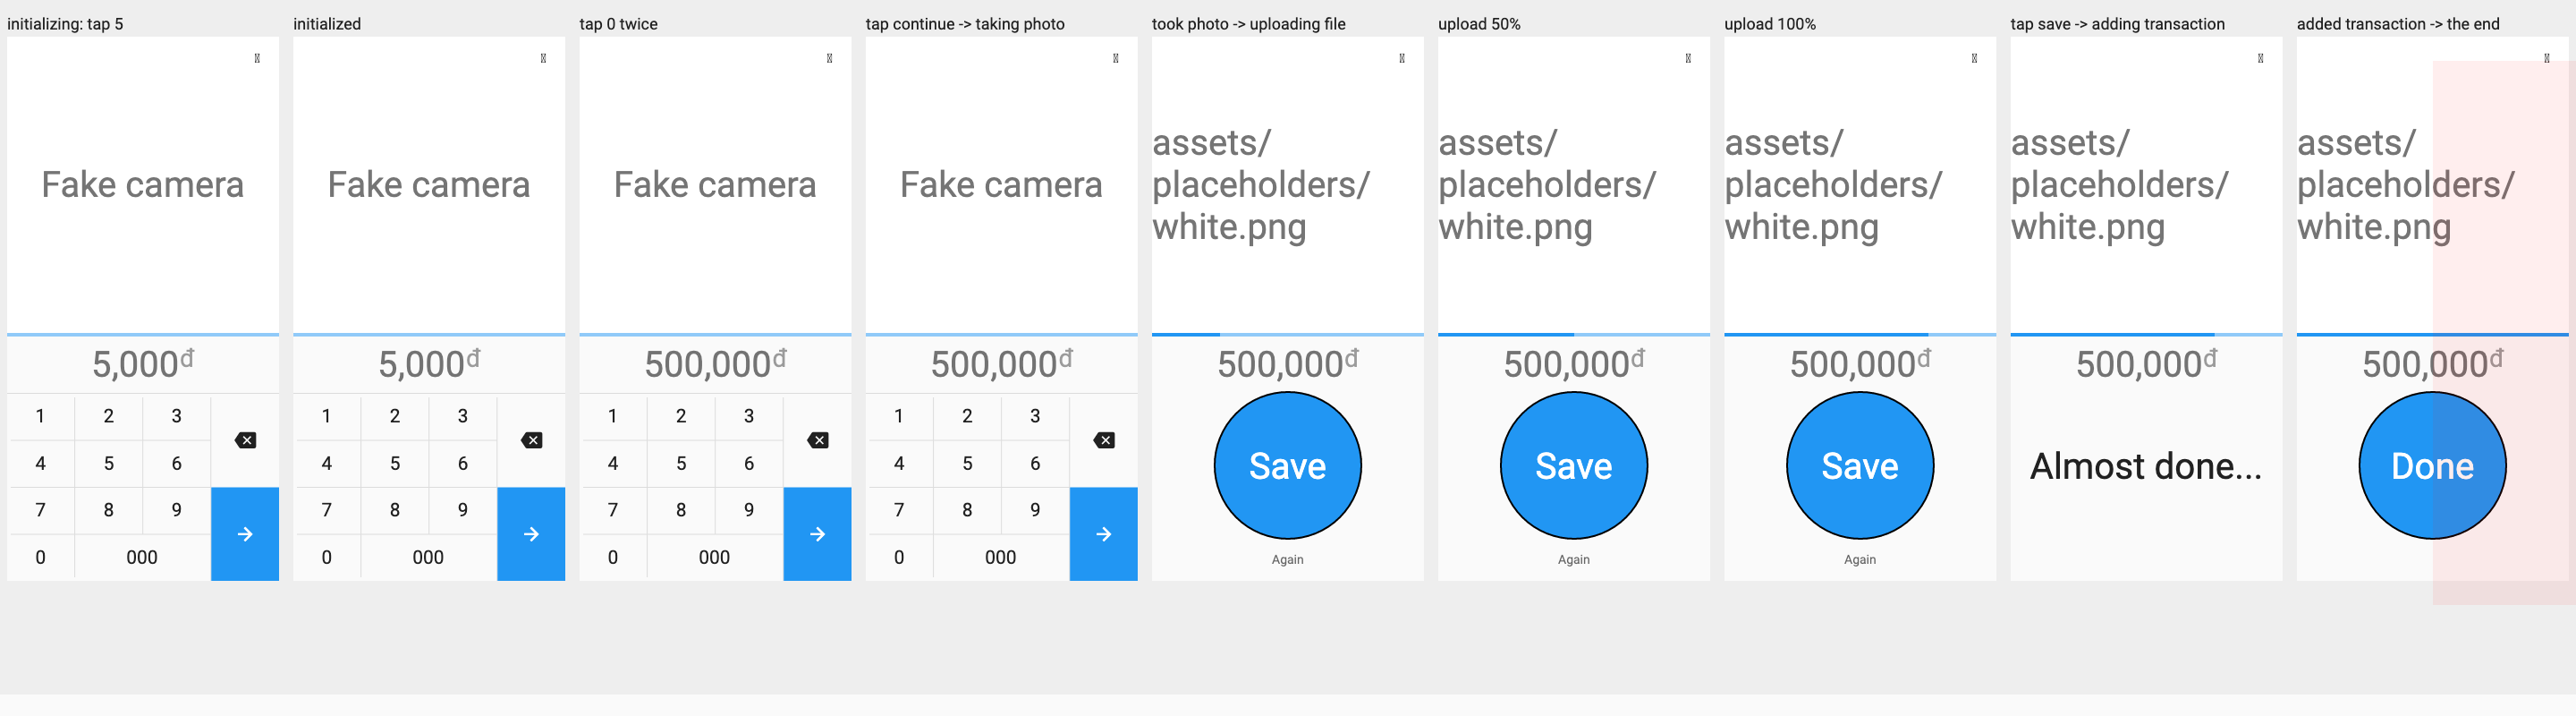 initializing: tap 5
Fake camera
5,000đ
1 2 3
4 5 6
7 8 9
0 000
initialized
Fake camera
5,000đ
1 2 3
4 5 6
7 8 9
0 000
tap 0 twice
Fake camera
500,000đ
1 2 3
4 5 6
7 8 9
0 000
tap continue -> taking photo
Fake camera
500,000đ
1 2 3
4 5 6
7 8 9
0 000
took photo -> uploading file
assets/
placeholders/
white.png
500,000đ
Save
Again
upload 50%
assets/
placeholders/
white.png
500,000đ
Save
Again
upload 100%
assets/
placeholders/
white.png
500,000đ
Save
Again
tap save -> adding transaction
assets/
placeholders/
white.png
500,000đ
Almost done...
added transaction -> the end
assets/
placeholders/
white.png
500,000đ
Done